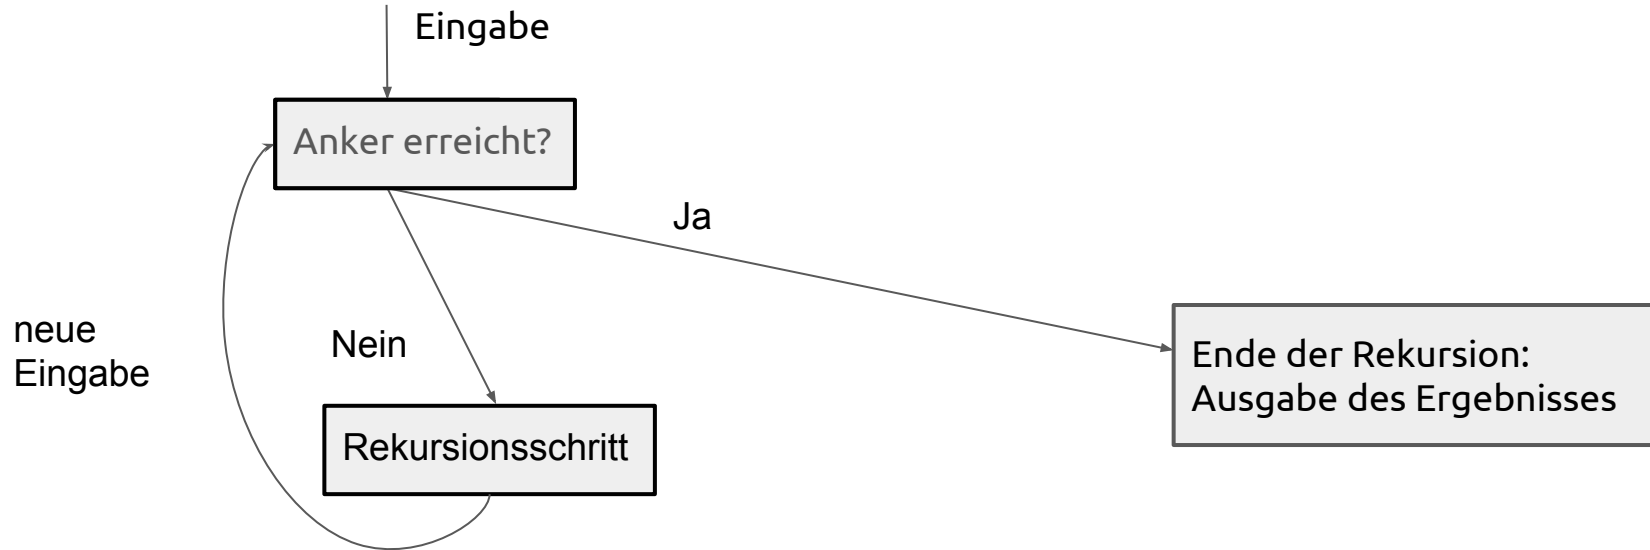 Eingabe
Anker erreicht?
Ja
neue
Eingabe
Nein
Ende der Rekursion:
Ausgabe des Ergebnisses
Rekursionsschritt